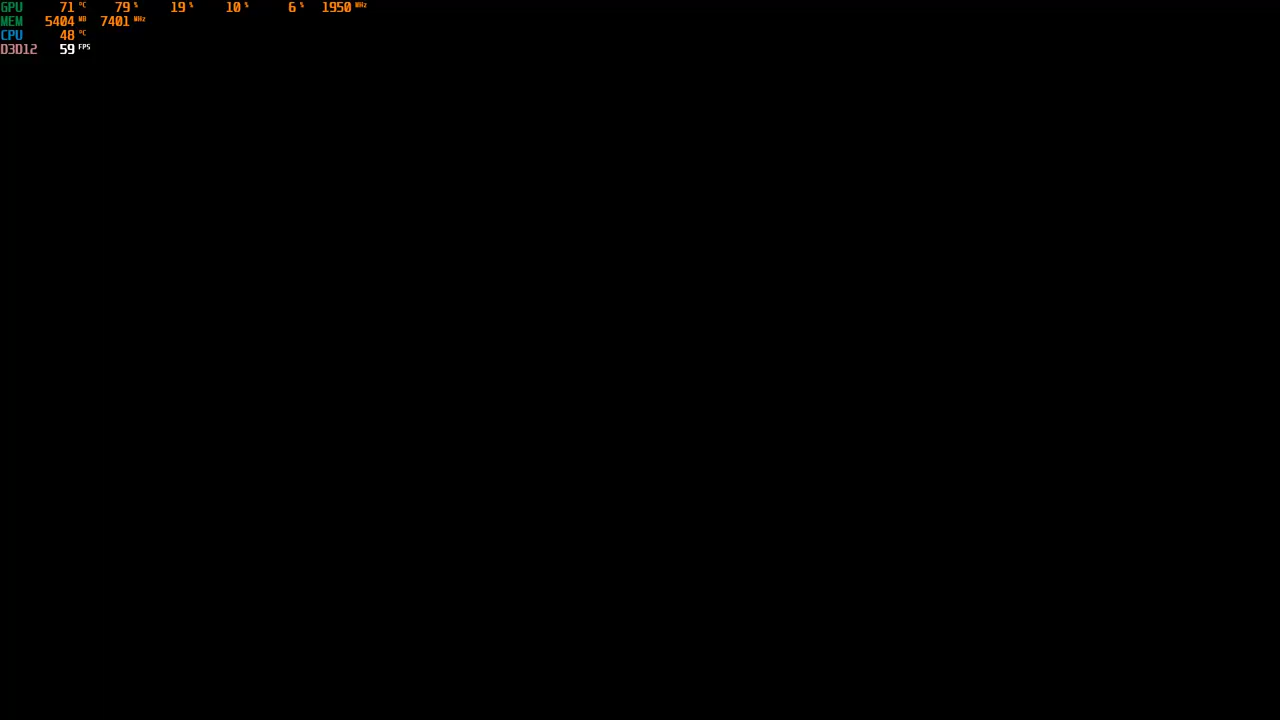 GPU 71 °C 79 % 19 % 10 % 6 % 1950 MHz
MEM 5404 MB 7401 MHz
CPU 48 °C
D3D12 59 FPS